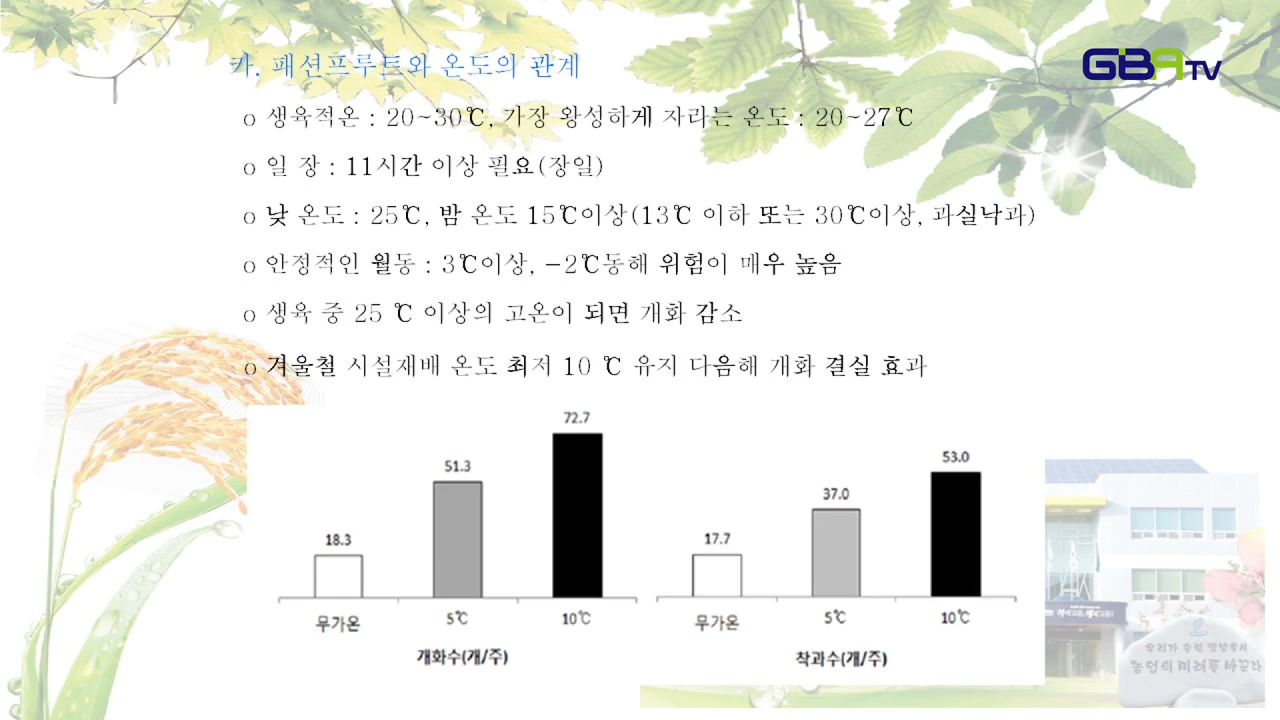 카. 패션프루트와 온도의 관계
GBATV
o 생육적온 : 20~30℃, 가장 왕성하게 자라는 온도 : 20~27℃
o 일 장 : 11시간 이상 필요(장일)
o 낮 온도 : 25℃, 밤 온도 15℃이상(13℃ 이하 또는 30℃이상, 과실낙과)
o 안정적인 월동 : 3℃이상, -2℃동해 위험이 매우 높음
o 생육 중 25 ℃ 이상의 고온이 되면 개화 감소
o 겨울철 시설재배 온도 최저 10 ℃ 유지 다음해 개화 결실 효과
18.3 51.3 72.7
무가온 5℃ 10℃
개화수(개/주)
17.7 37.0 53.0
무가온 5℃ 10℃
착과수(개/주)
농업의 미래를 바꾼다